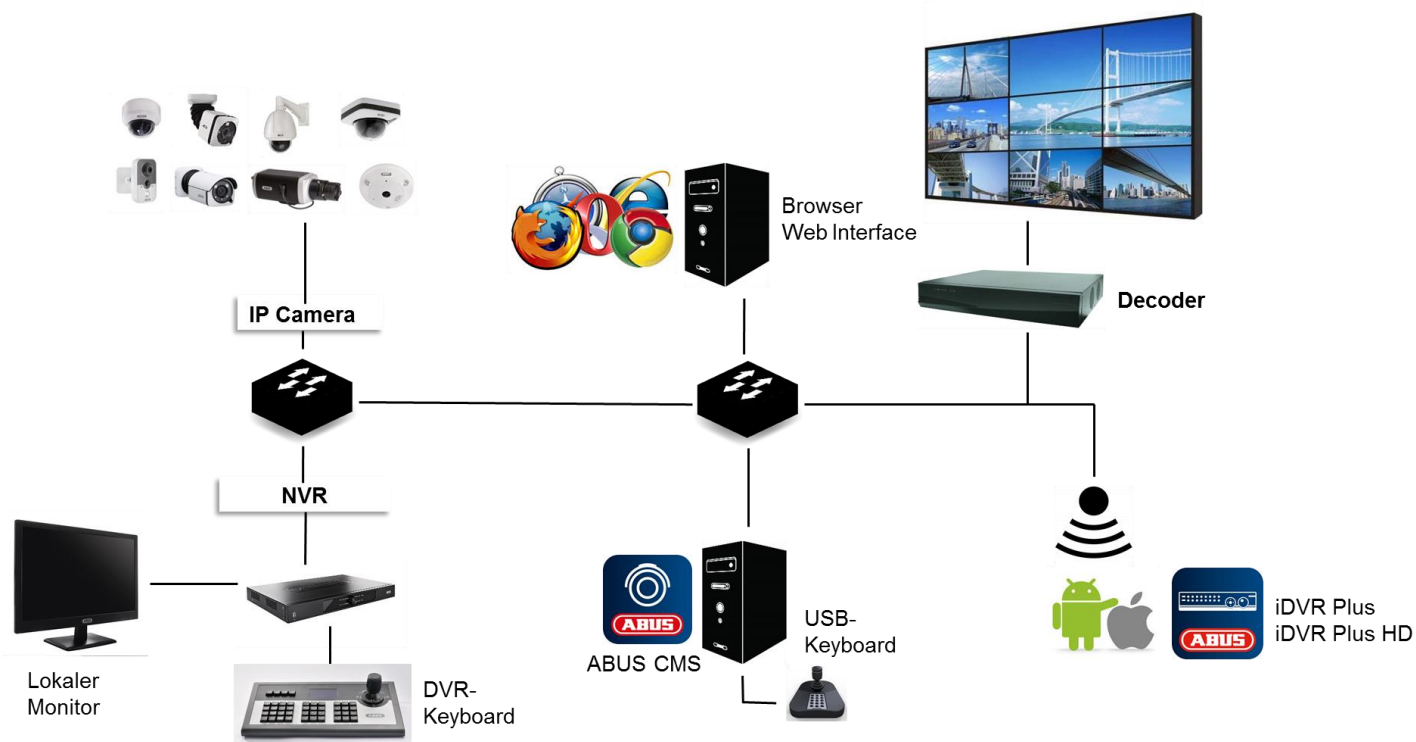 Browser
Web Interface
Decoder
IP Camera
NVR
Lokaler
Monitor
DVR-
Keyboard
ABUS
ABUS CMS
USB-
Keyboard
ABUS
iDVR Plus
iDVR Plus HD